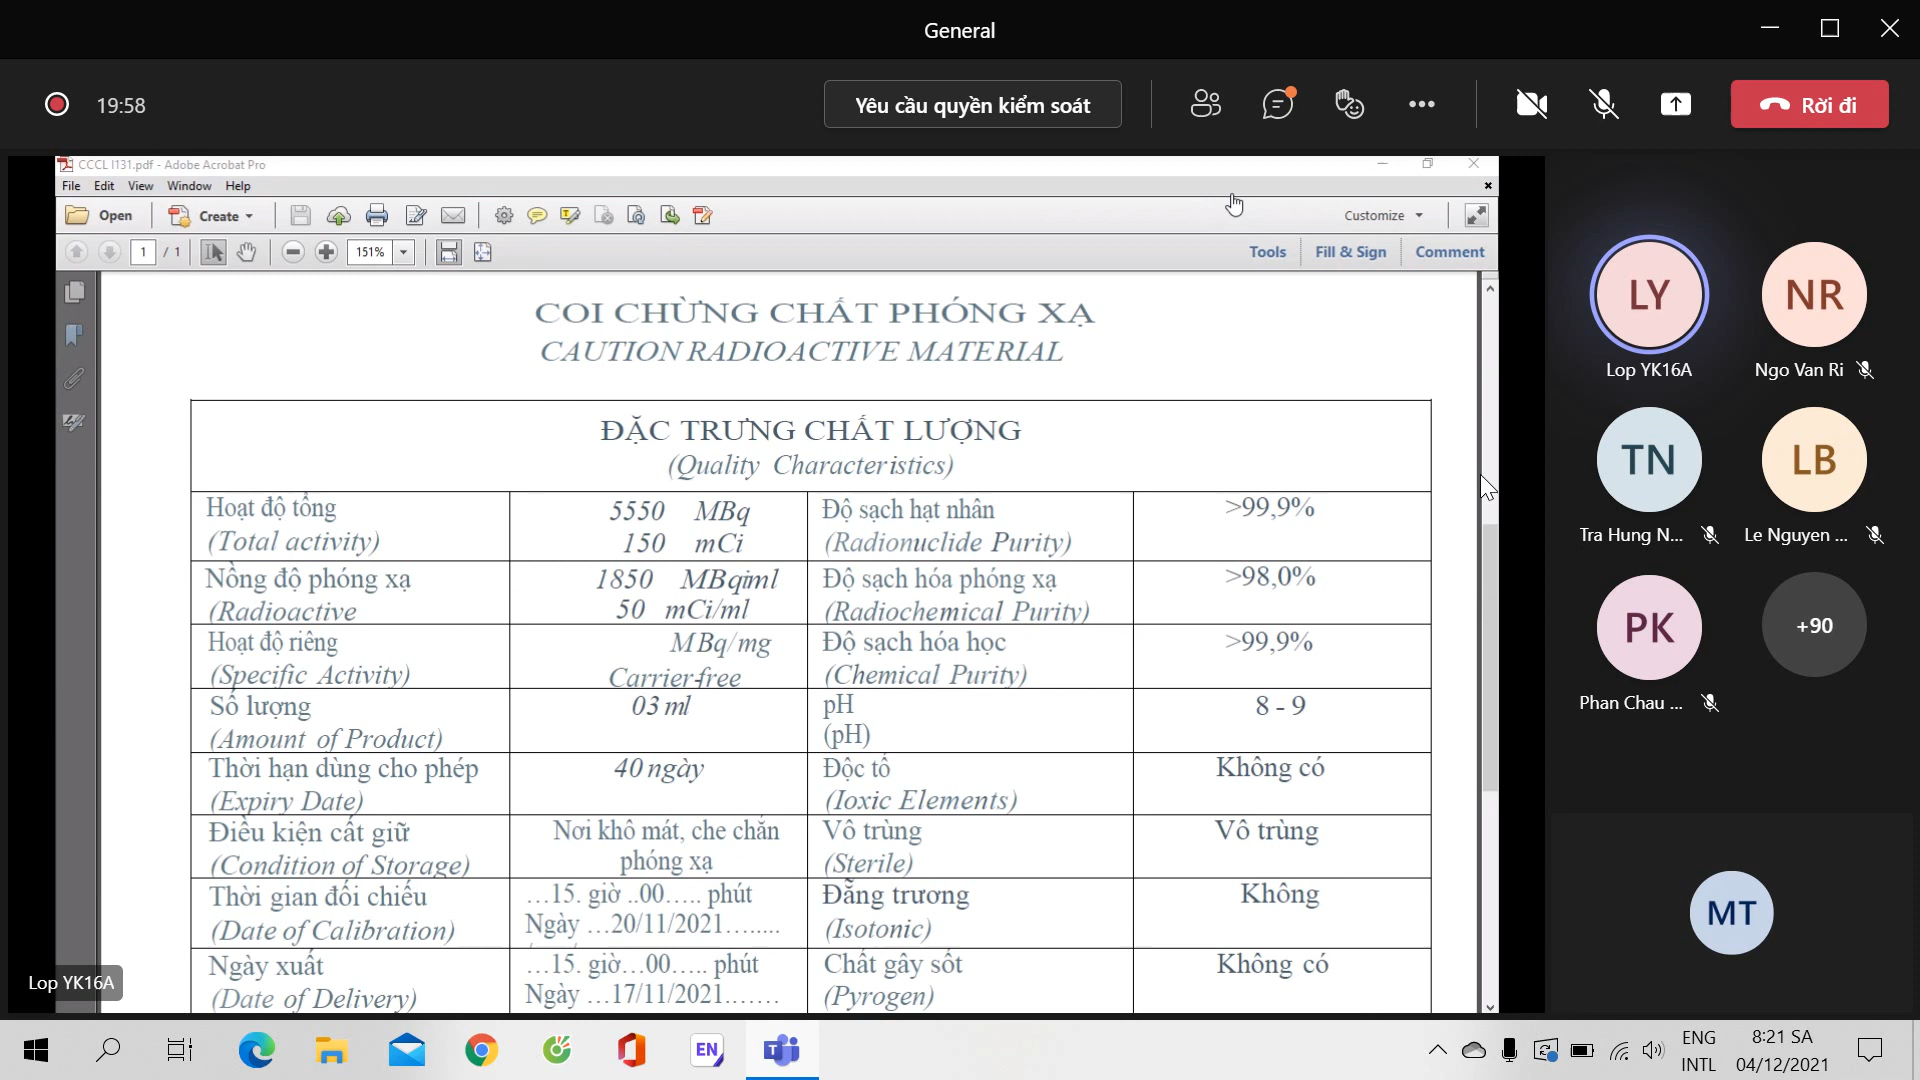 General
19:58
Yêu cầu quyền kiểm soát
Rời đi
CCCL I131.pdf - Adobe Acrobat Pro
File Edit View Window Help
Open Create Customize
1 / 1 151% Tools Fill & Sign Comment
COI CHỪNG CHẤT PHÓNG XẠ
CAUTION RADIOACTIVE MATERIAL
ĐẶC TRƯNG CHẤT LƯỢNG
(Quality Characteristics)
Hoạt độ tổng
(Total activity)
5550 MBq
150 mCi
Độ sạch hạt nhân
(Radionuclide Purity)
>99,9%
Nồng độ phóng xạ
(Radioactive
1850 MBqiml
50 mCi/ml
Độ sạch hóa phóng xạ
(Radiochemical Purity)
>98,0%
Hoạt độ riêng
(Specific Activity)
MBq/mg
Carrier-free
Độ sạch hóa học
(Chemical Purity)
>99,9%
Số lượng
(Amount of Product)
03 ml
pH
(pH)
8 - 9
Thời hạn dùng cho phép
(Expiry Date)
40 ngày
Độc tố
(Ioxic Elements)
Không có
Điều kiện cất giữ
(Condition of Storage)
Nơi khô mát, che chắn
phóng xạ
Vô trùng
(Sterile)
Vô trùng
Thời gian đối chiếu
(Date of Calibration)
...15. giờ ..00..... phút
Ngày ...20/11/2021........
Đẳng trương
(Isotonic)
Không
Ngày xuất
(Date of Delivery)
...15. giờ...00..... phút
Ngày ...17/11/2021.......
Chất gây sốt
(Pyrogen)
Không có
Lop YK16A
LY
Lop YK16A
NR
Ngo Van Ri
TN
Tra Hung N...
LB
Le Nguyen ...
PK
Phan Chau ...
+90
MT
EN
ENG
INTL
8:21 SA
04/12/2021